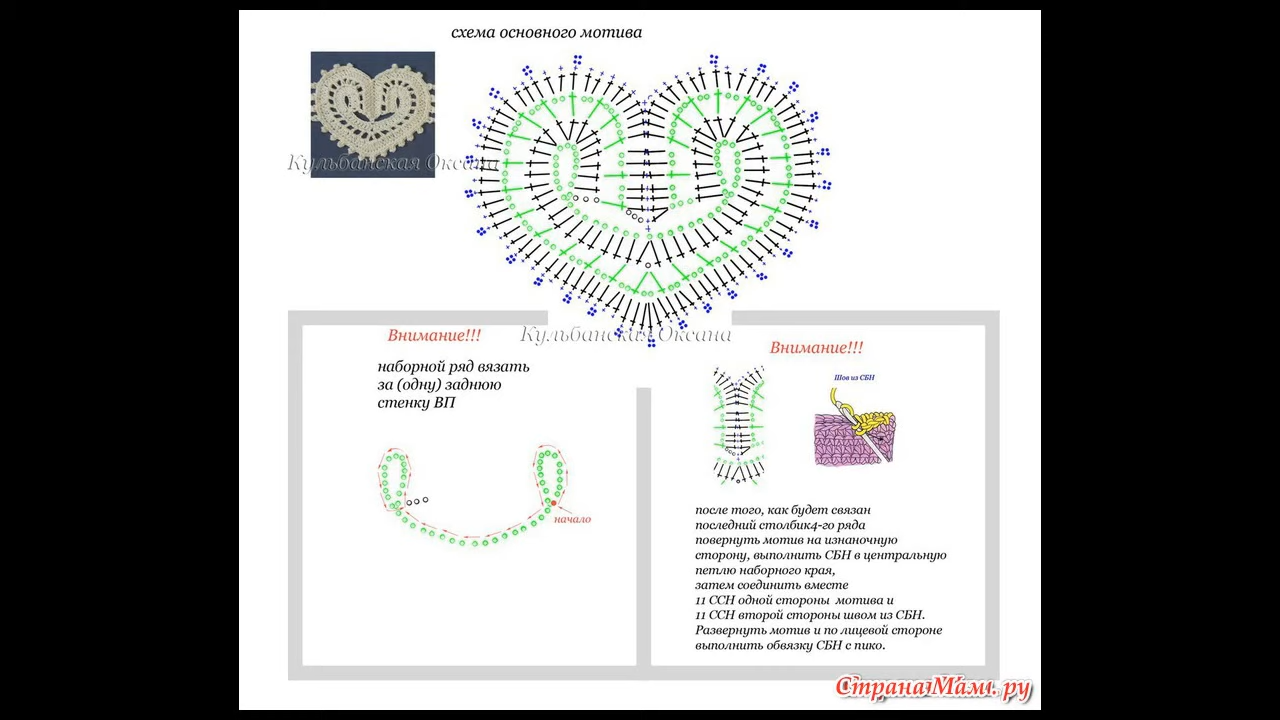 схема основного мотива
Кульбанская Оксана
Кульбанская Оксана
Внимание!!!
наборной ряд вязать
за (одну) заднюю
стенку ВП
начало
Внимание!!!
Шов из СБН
после того, как будет связан
последний столбик4-го ряда
повернуть мотив на изнаночную
сторону, выполнить СБН в центральную
петлю наборного края,
затем соединить вместе
11 ССН одной стороны мотива и
11 ССН второй стороны швом из СБН.
Развернуть мотив и по лицевой стороне
выполнить обвязку СБН с пико.
СтранаМам.ру